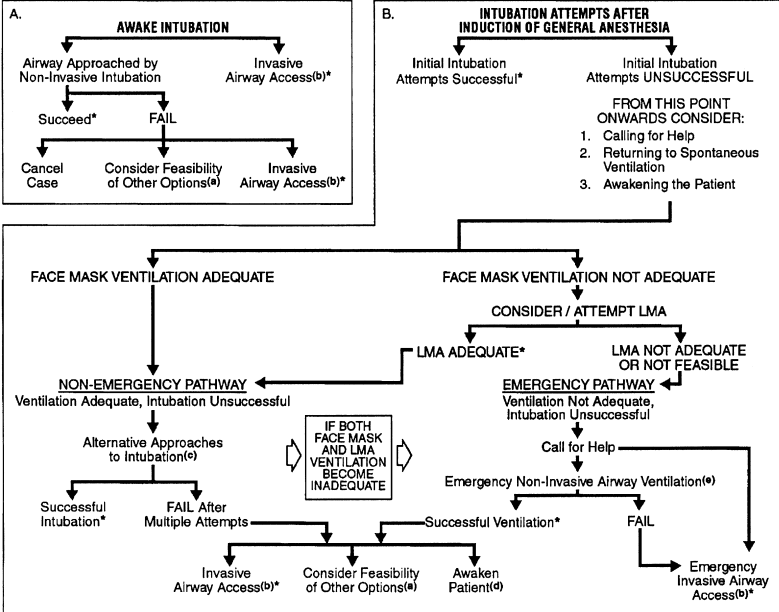 A.
AWAKE INTUBATION
Airway Approached by
Non-Invasive Intubation
Invasive
Airway Access(b)*
Succeed*
FAIL
Cancel
Case
Consider Feasibility
of Other Options(a)
Invasive
Airway Access(b)*
B.
INTUBATION ATTEMPTS AFTER
INDUCTION OF GENERAL ANESTHESIA
Initial Intubation
Attempts Successful*
Initial Intubation
Attempts UNSUCCESSFUL
FROM THIS POINT
ONWARDS CONSIDER:
1. Calling for Help
2. Returning to Spontaneous
Ventilation
3. Awakening the Patient
FACE MASK VENTILATION ADEQUATE
FACE MASK VENTILATION NOT ADEQUATE
CONSIDER / ATTEMPT LMA
LMA ADEQUATE*
LMA NOT ADEQUATE
OR NOT FEASIBLE
NON-EMERGENCY PATHWAY
Ventilation Adequate, Intubation Unsuccessful
EMERGENCY PATHWAY
Ventilation Not Adequate,
Intubation Unsuccessful
Alternative Approaches
to Intubation(c)
IF BOTH
FACE MASK
AND LMA
VENTILATION
BECOME
INADEQUATE
Call for Help
Emergency Non-Invasive Airway Ventilation(e)
Successful
Intubation*
FAIL After
Multiple Attempts
Successful Ventilation*
FAIL
Invasive
Airway Access(b)*
Consider Feasibility
of Other Options(a)
Awaken
Patient(d)
Emergency
Invasive Airway
Access(b)*